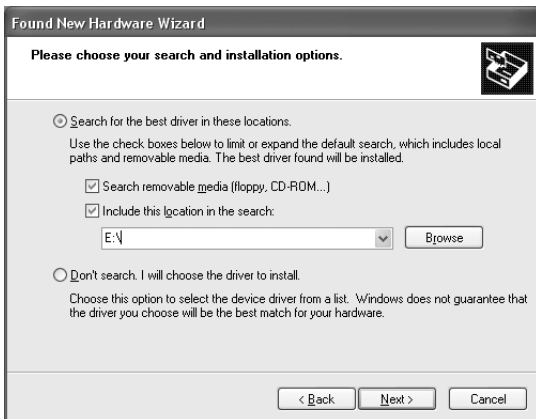 Found New Hardware Wizard
Please choose your search and installation options.
Search for the best driver in these locations.
Use the check boxes below to limit or expand the default search, which includes local
paths and removable media. The best driver found will be installed.
Search removable media (floppy, CD-ROM...)
Include this location in the search:
E:\
Browse
Don't search. I will choose the driver to install.
Choose this option to select the device driver from a list. Windows does not guarantee that
the driver you choose will be the best match for your hardware.
< Back
Next >
Cancel